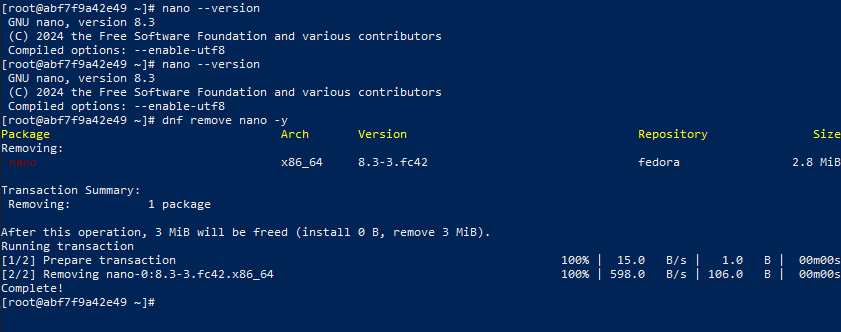 [root@abf7f9a42e49 ~]# nano --version
 GNU nano, version 8.3
 (C) 2024 the Free Software Foundation and various contributors
 Compiled options: --enable-utf8
[root@abf7f9a42e49 ~]# nano --version
 GNU nano, version 8.3
 (C) 2024 the Free Software Foundation and various contributors
 Compiled options: --enable-utf8
[root@abf7f9a42e49 ~]# dnf remove nano -y
Package                                 Arch       Version                                 Repository                   Size
Removing:
 nano                                   x86_64     8.3-3.fc42                              fedora                    2.8 MiB

Transaction Summary:
 Removing:           1 package

After this operation, 3 MiB will be freed (install 0 B, remove 3 MiB).
Running transaction
[1/2] Prepare transaction                                                       100% |  15.0   B/s |   1.0   B |  00m00s
[2/2] Removing nano-0:8.3-3.fc42.x86_64                                         100% | 598.0   B/s | 106.0   B |  00m00s
Complete!
[root@abf7f9a42e49 ~]#